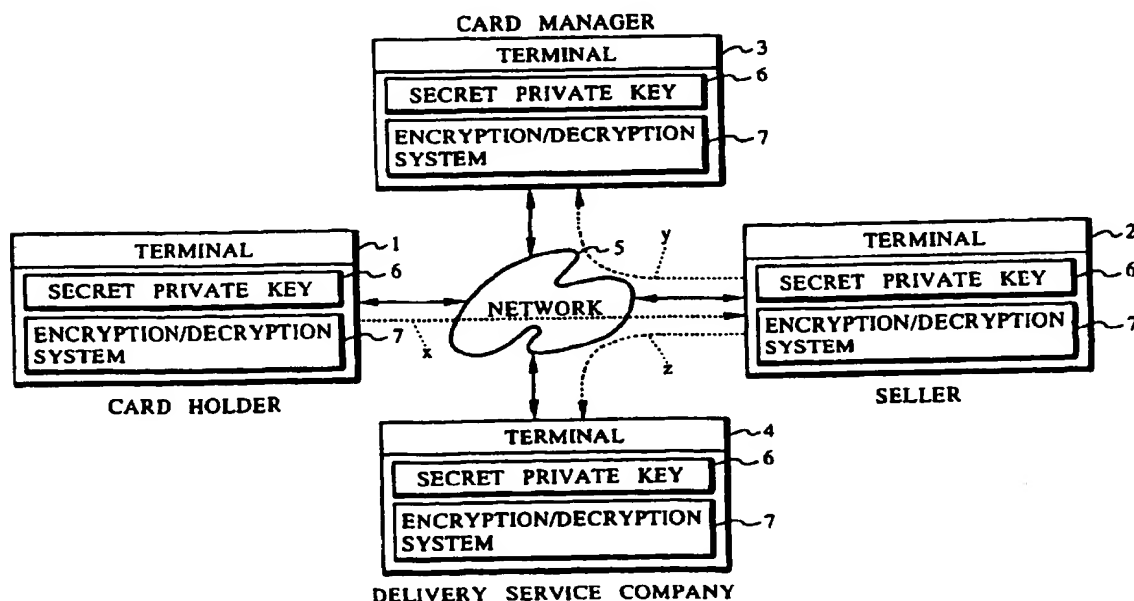 CARD MANAGER
TERMINAL
3
6
SECRET PRIVATE KEY
ENCRYPTION/DECRYPTION
SYSTEM
7
TERMINAL
1
6
SECRET PRIVATE KEY
ENCRYPTION/DECRYPTION
SYSTEM
7
CARD HOLDER
5
NETWORK
x
y
z
TERMINAL
2
6
SECRET PRIVATE KEY
ENCRYPTION/DECRYPTION
SYSTEM
7
SELLER
TERMINAL
4
6
SECRET PRIVATE KEY
ENCRYPTION/DECRYPTION
SYSTEM
7
DELIVERY SERVICE COMPANY